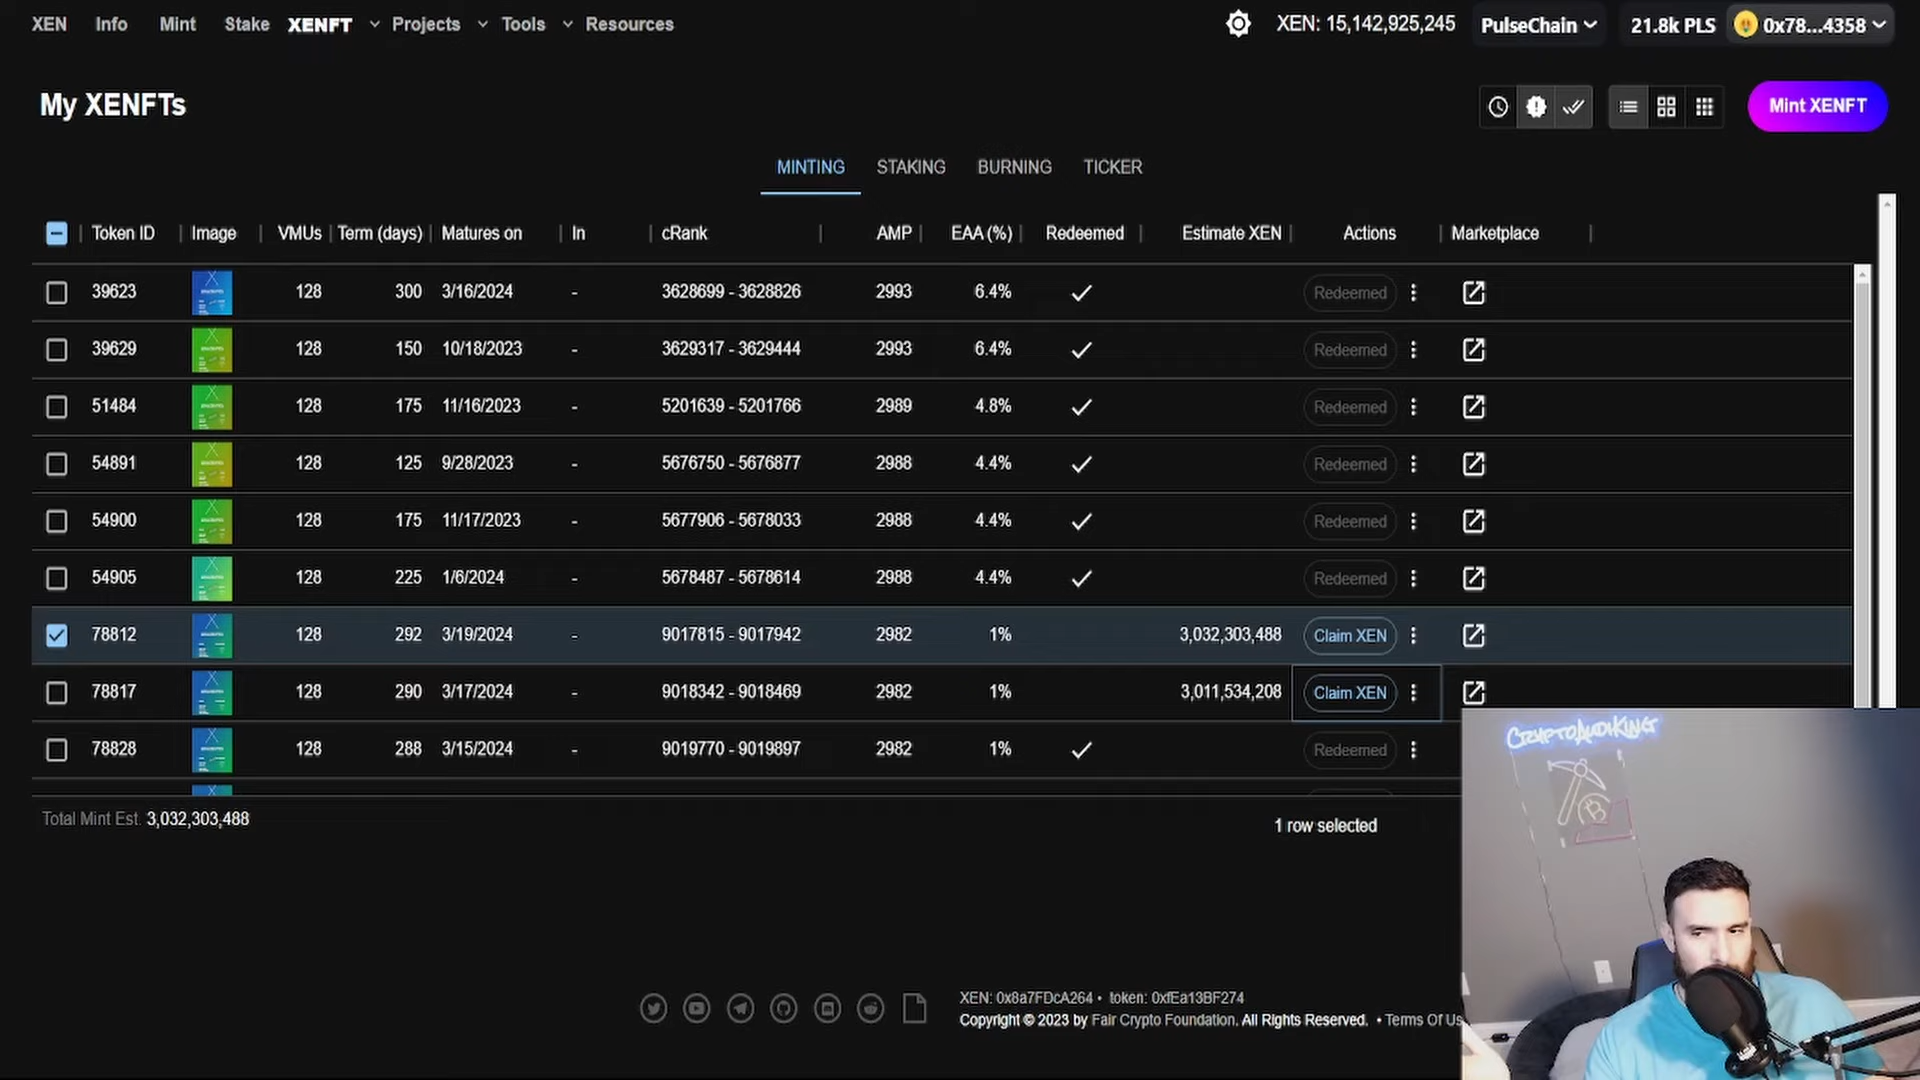 XEN Info Mint Stake XENFT Projects Tools Resources XEN: 15,142,925,245 PulseChain 21.8k PLS 0x78...4358
My XENFTs Mint XENFT
MINTING STAKING BURNING TICKER
Token ID Image VMUs Term (days) Matures on In cRank AMP EAA (%) Redeemed Estimate XEN Actions Marketplace
39623 128 300 3/16/2024 - 3628699 - 3628826 2993 6.4% Redeemed
39629 128 150 10/18/2023 - 3629317 - 3629444 2993 6.4% Redeemed
51484 128 175 11/16/2023 - 5201639 - 5201766 2989 4.8% Redeemed
54891 128 125 9/28/2023 - 5676750 - 5676877 2988 4.4% Redeemed
54900 128 175 11/17/2023 - 5677906 - 5678033 2988 4.4% Redeemed
54905 128 225 1/6/2024 - 5678487 - 5678614 2988 4.4% Redeemed
78812 128 292 3/19/2024 - 9017815 - 9017942 2982 1% 3,032,303,488 Claim XEN
78817 128 290 3/17/2024 - 9018342 - 9018469 2982 1% 3,011,534,208 Claim XEN
78828 128 288 3/15/2024 - 9019770 - 9019897 2982 1% Redeemed
Total Mint Est. 3,032,303,488 1 row selected
CRYPTOAUDIKING
XEN: 0x8a7FDcA264 • token: 0xfEa13BF274
Copyright © 2023 by Fair Crypto Foundation. All Rights Reserved. • Terms Of Us